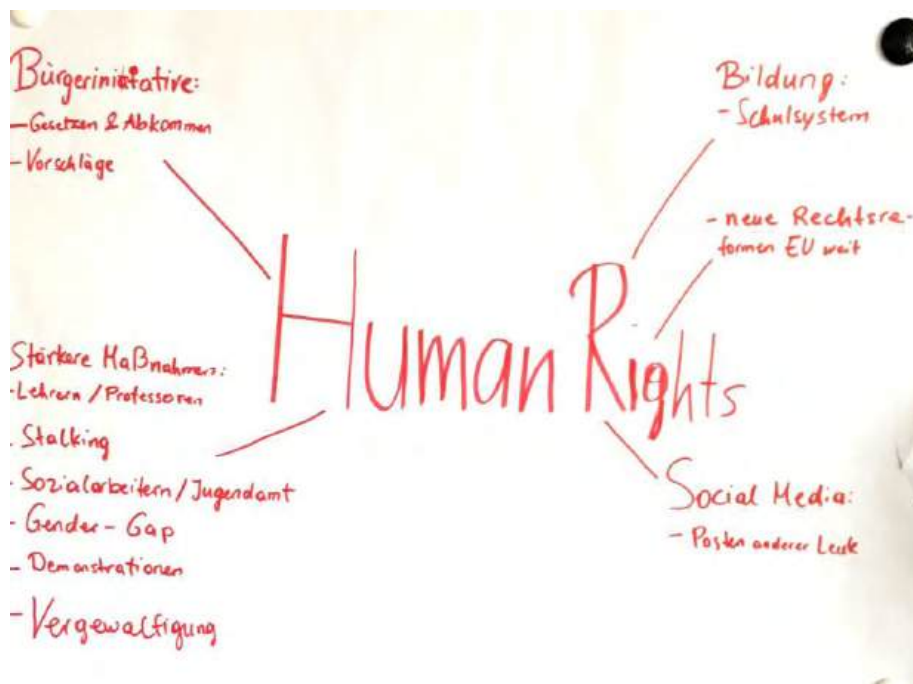 Bürgerinitiative:
- Gesetzen & Abkommen
- Vorschläge
Stärkere Maßnahmen:
- Lehrern / Professoren
- Stalking
- Sozialarbeitern / Jugendamt
- Gender-Gap
- Demonstrationen
- Vergewaltigung
Human Rights
Bildung:
- Schulsystem
- neue Rechtsre-
formen EU weit
Social Media:
- Posten anderer Leute